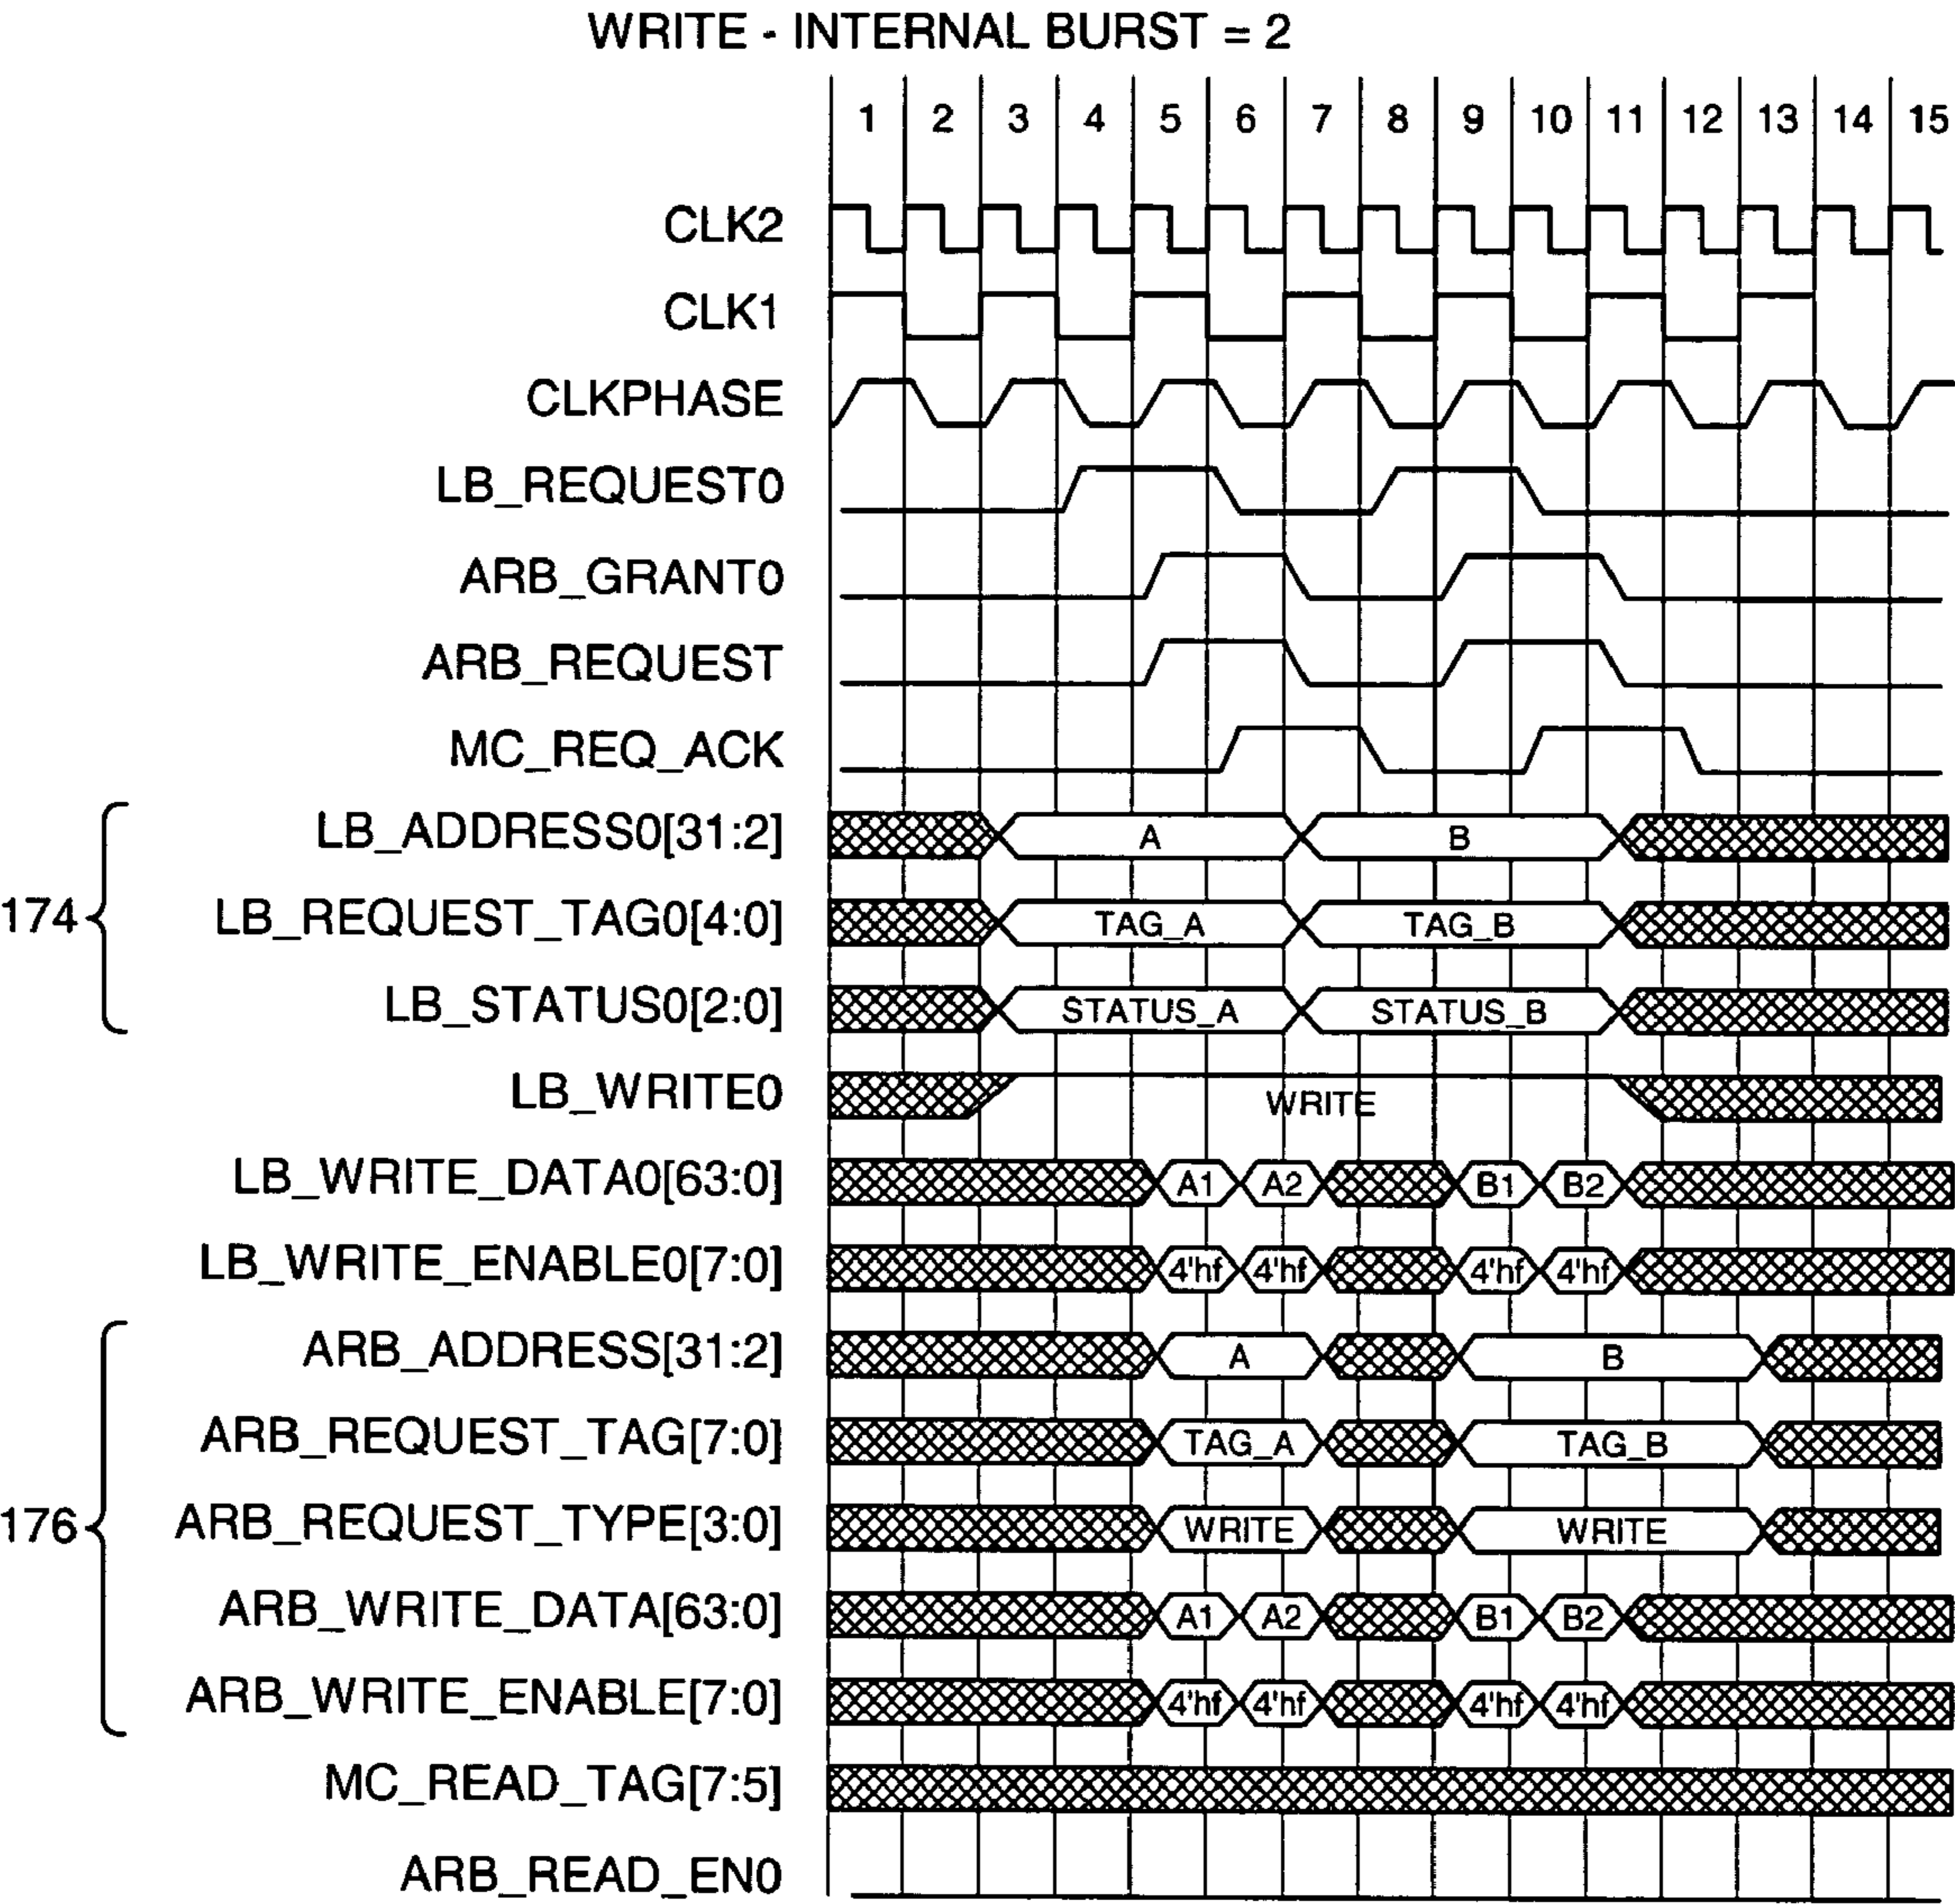 WRITE - INTERNAL BURST = 2
1 2 3 4 5 6 7 8 9 10 11 12 13 14 15
CLK2
CLK1
CLKPHASE
LB_REQUEST0
ARB_GRANT0
ARB_REQUEST
MC_REQ_ACK
174
LB_ADDRESS0[31:2] A B
LB_REQUEST_TAG0[4:0] TAG_A TAG_B
LB_STATUS0[2:0] STATUS_A STATUS_B
LB_WRITE0 WRITE
LB_WRITE_DATA0[63:0] A1 A2 B1 B2
LB_WRITE_ENABLE0[7:0] 4'hf 4'hf 4'hf 4'hf
176
ARB_ADDRESS[31:2] A B
ARB_REQUEST_TAG[7:0] TAG_A TAG_B
ARB_REQUEST_TYPE[3:0] WRITE WRITE
ARB_WRITE_DATA[63:0] A1 A2 B1 B2
ARB_WRITE_ENABLE[7:0] 4'hf 4'hf 4'hf 4'hf
MC_READ_TAG[7:5]
ARB_READ_EN0